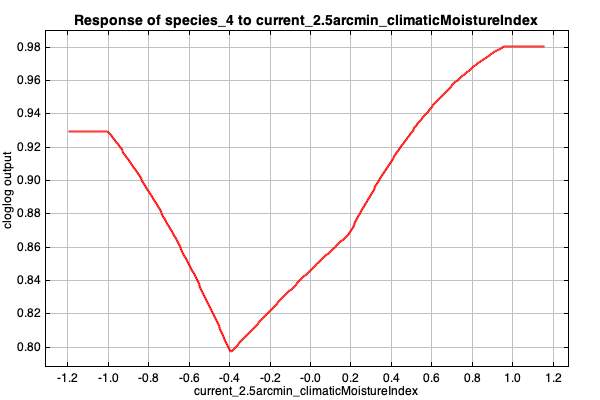 Response of species_4 to current_2.5arcmin_climaticMoistureIndex
0.98
0.96
0.94
0.92
0.90
0.88
0.86
0.84
0.82
0.80
cloglog output
-1.2 -1.0 -0.8 -0.6 -0.4 -0.2 -0.0 0.2 0.4 0.6 0.8 1.0 1.2
current_2.5arcmin_climaticMoistureIndex